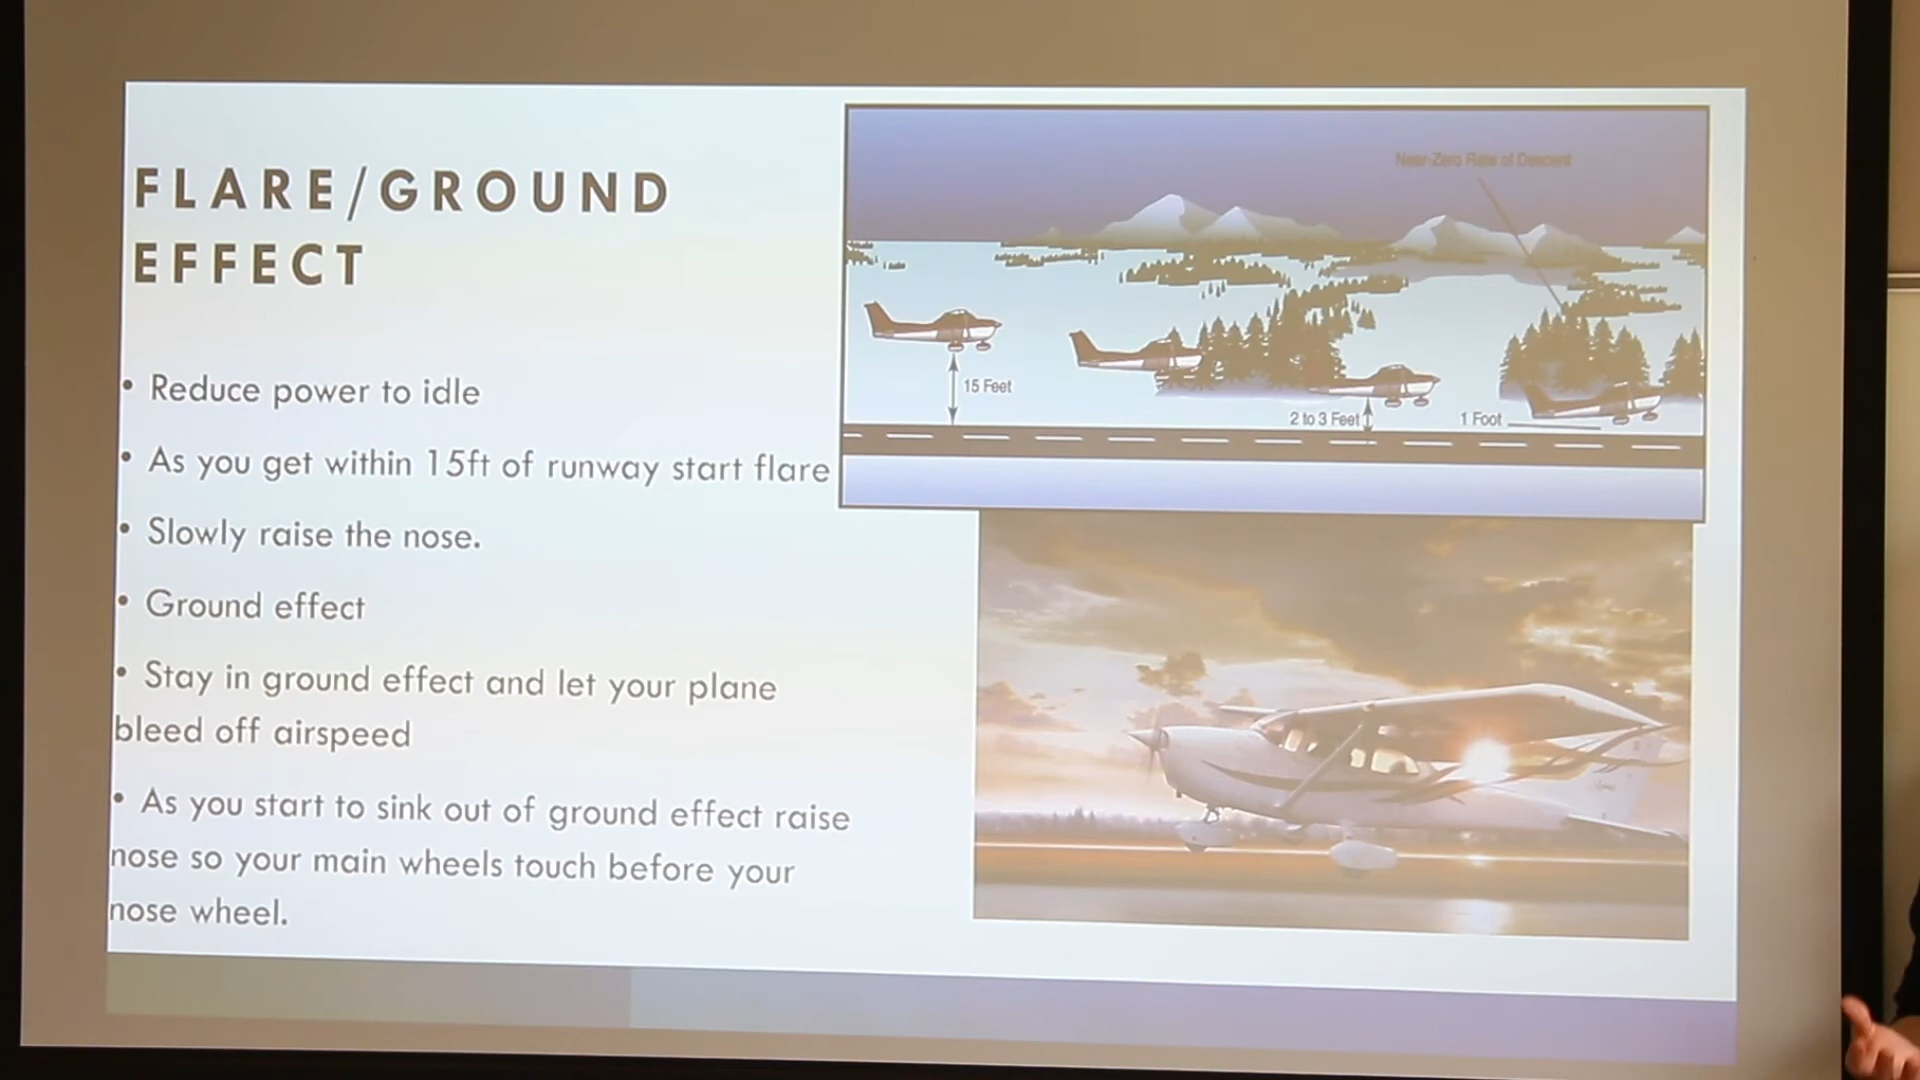 FLARE/GROUND
EFFECT
• Reduce power to idle
• As you get within 15ft of runway start flare
• Slowly raise the nose.
• Ground effect
• Stay in ground effect and let your plane
bleed off airspeed
• As you start to sink out of ground effect raise
nose so your main wheels touch before your
nose wheel.
Near-Zero Rate of Descent
15 Feet
2 to 3 Feet
1 Foot